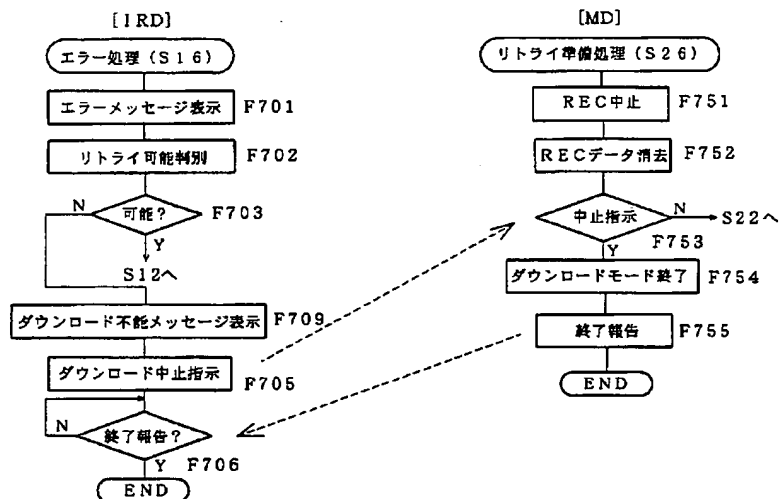 [IRD]
エラー処理(S16)
エラーメッセージ表示 F701
リトライ可能判別 F702
N 可能? F703
Y
S12へ
ダウンロード不能メッセージ表示 F709
ダウンロード中止指示 F705
N 終了報告?
Y F706
END
[MD]
リトライ準備処理(S26)
REC中止 F751
RECデータ消去 F752
中止指示 N S22へ
Y F753
ダウンロードモード終了 F754
終了報告 F755
END